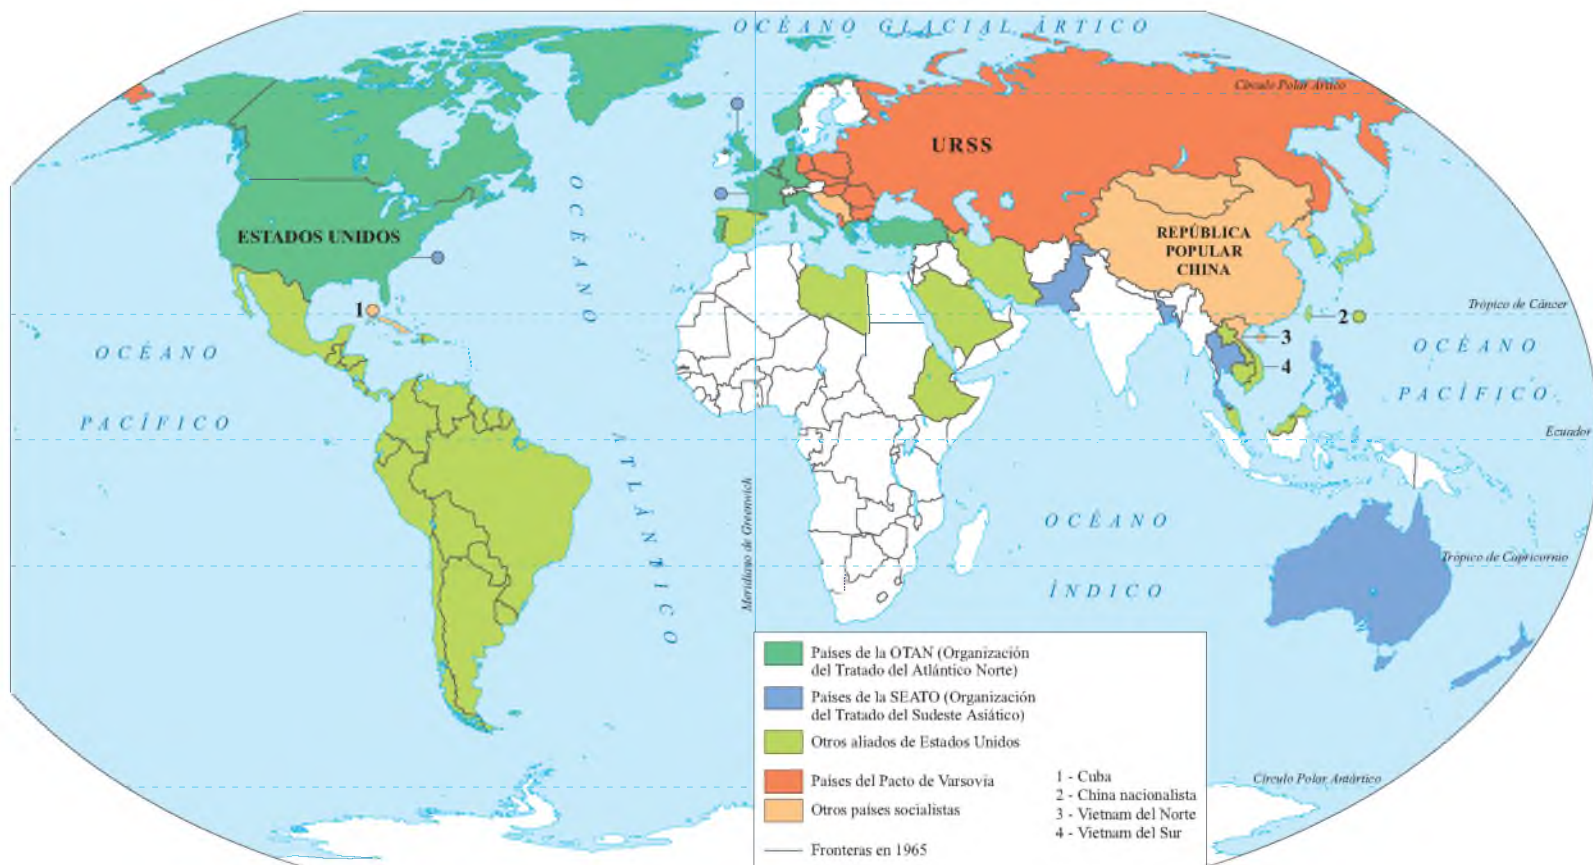 OCÉANO GLACIAL ÁRTICO
Círculo Polar Ártico
URSS
OCÉANO
ATLÁNTICO
ESTADOS UNIDOS
REPÚBLICA
POPULAR
CHINA
1
2
3
4
Trópico de Cáncer
OCÉANO
PACÍFICO
OCÉANO
PACÍFICO
Ecuador
Meridiano de Greenwich
OCÉANO
ÍNDICO
Trópico de Capricornio
Países de la OTAN (Organización
del Tratado del Atlántico Norte)
Países de la SEATO (Organización
del Tratado del Sudeste Asiático)
Otros aliados de Estados Unidos
Países del Pacto de Varsovia
Otros países socialistas
Fronteras en 1965
1 - Cuba
2 - China nacionalista
3 - Vietnam del Norte
4 - Vietnam del Sur
Círculo Polar Antártico